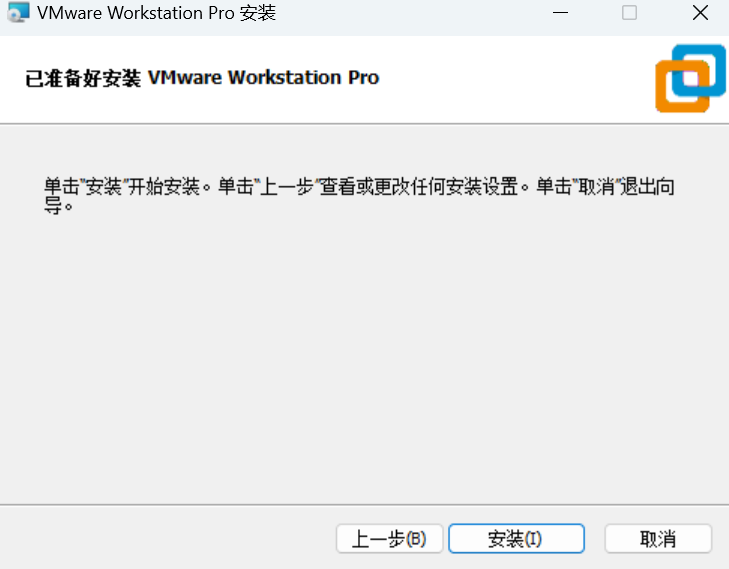 VMware Workstation Pro 安装
已准备好安装 VMware Workstation Pro
单击"安装"开始安装。单击"上一步"查看或更改任何安装设置。单击"取消"退出向
导。
上一步(B) 安装(I) 取消